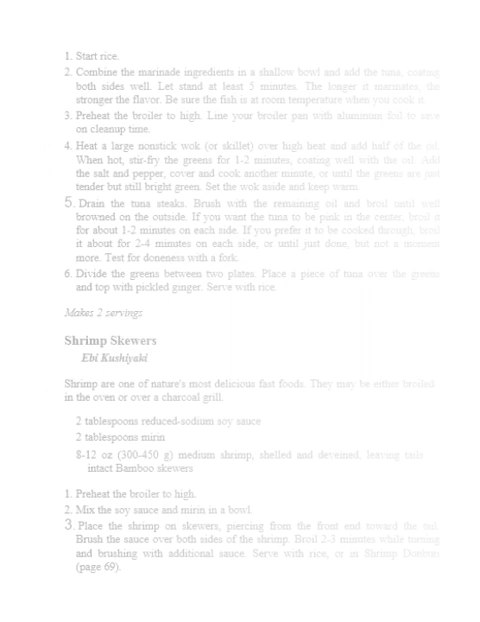 1. Start rice.
2. Combine the marinade ingredients in a shallow bowl and add the tuna, coating
both sides well. Let stand at least 5 minutes. The longer it marinates, the
stronger the flavor. Be sure the fish is at room temperature when you cook it.
3. Preheat the broiler to high. Line your broiler pan with aluminum foil to save
on cleanup time.
4. Heat a large nonstick wok (or skillet) over high heat and add half of the oil.
When hot, stir-fry the greens for 1-2 minutes, coating well with the oil. Add
the salt and pepper, cover and cook another minute, or until the greens are just
tender but still bright green. Set the wok aside and keep warm.
5. Drain the tuna steaks. Brush with the remaining oil and broil until well
browned on the outside. If you want the tuna to be pink in the center, broil it
for about 1-2 minutes on each side. If you prefer it to be cooked through, broil
it about for 2-4 minutes on each side, or until just done, but not a moment
more. Test for doneness with a fork.
6. Divide the greens between two plates. Place a piece of tuna over the greens
and top with pickled ginger. Serve with rice.
Makes 2 servings
Shrimp Skewers
Ebi Kushiyaki
Shrimp are one of nature's most delicious fast foods. They may be either broiled
in the oven or over a charcoal grill.
2 tablespoons reduced-sodium soy sauce
2 tablespoons mirin
8-12 oz (300-450 g) medium shrimp, shelled and deveined, leaving tails
intact Bamboo skewers
1. Preheat the broiler to high.
2. Mix the soy sauce and mirin in a bowl.
3. Place the shrimp on skewers, piercing from the front end toward the tail.
Brush the sauce over both sides of the shrimp. Broil 2-3 minutes while turning
and brushing with additional sauce. Serve with rice, or as Shrimp Donburi
(page 69).